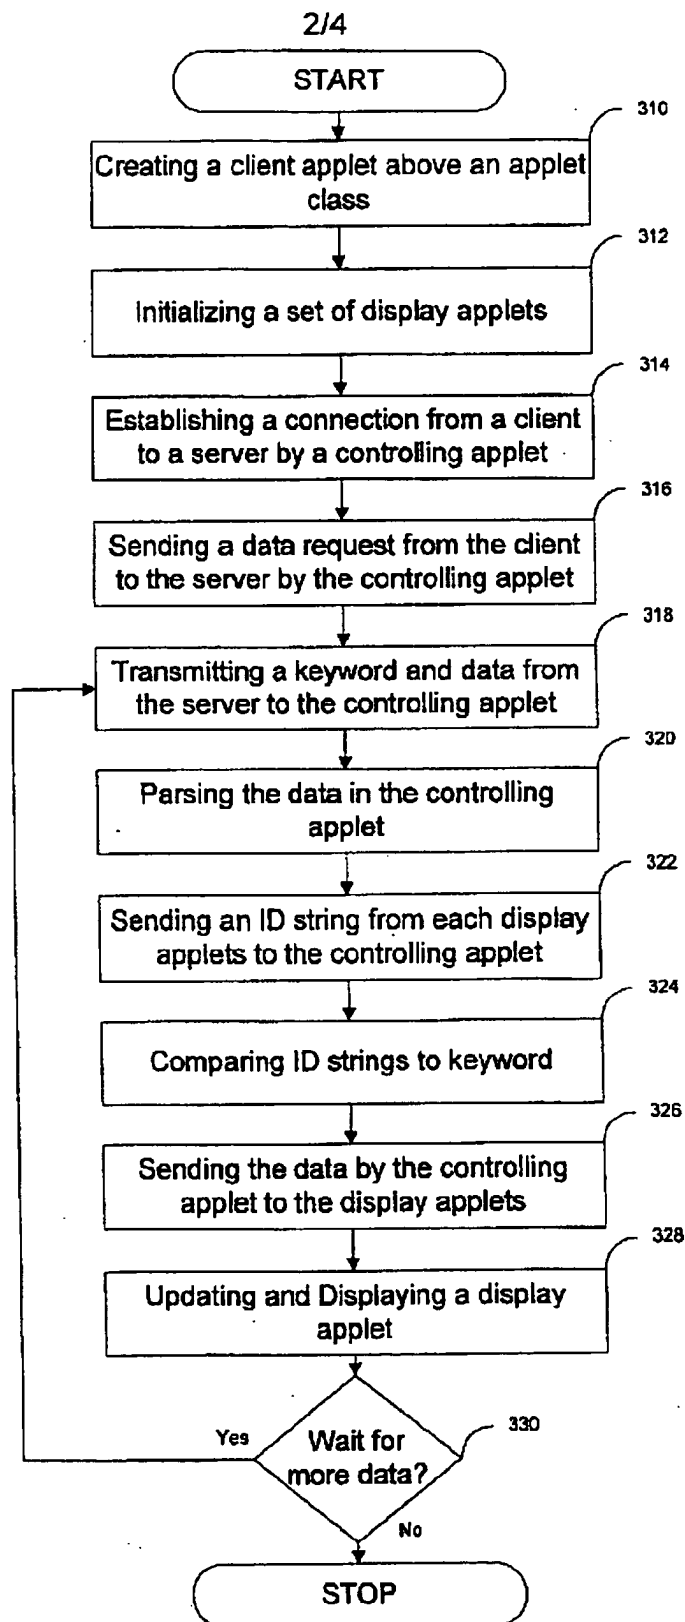 2/4
START
310
Creating a client applet above an applet
class
312
Initializing a set of display applets
314
Establishing a connection from a client
to a server by a controlling applet
316
Sending a data request from the client
to the server by the controlling applet
318
Transmitting a keyword and data from
the server to the controlling applet
320
Parsing the data in the controlling
applet
322
Sending an ID string from each display
applets to the controlling applet
324
Comparing ID strings to keyword
326
Sending the data by the controlling
applet to the display applets
328
Updating and Displaying a display
applet
330
Yes
Wait for
more data?
No
STOP